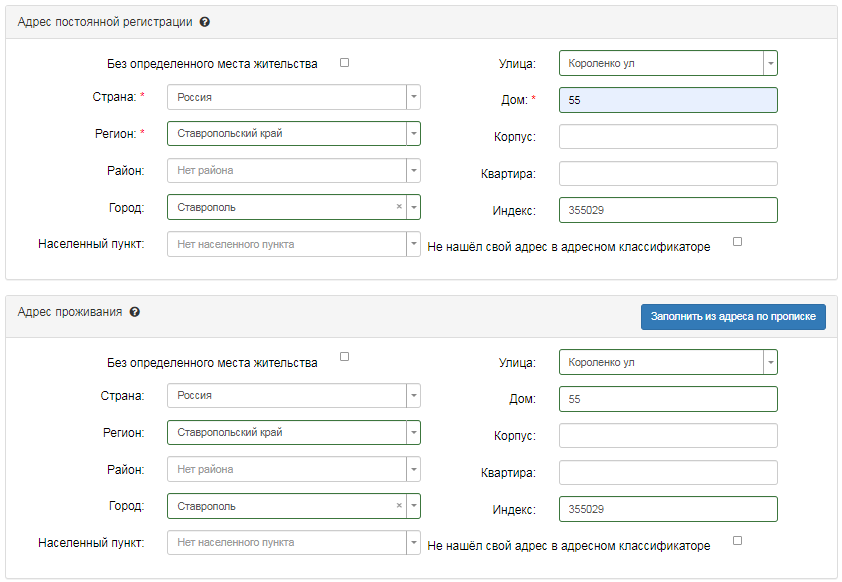 Адрес постоянной регистрации ?
Без определенного места жительства
Страна: * Россия
Регион: * Ставропольский край
Район: Нет района
Город: Ставрополь ×
Населенный пункт: Нет населенного пункта
Улица: Короленко ул
Дом: * 55
Корпус:
Квартира:
Индекс: 355029
Не нашёл свой адрес в адресном классификаторе
Адрес проживания ?
Заполнить из адреса по прописке
Без определенного места жительства
Страна: Россия
Регион: Ставропольский край
Район: Нет района
Город: Ставрополь ×
Населенный пункт: Нет населенного пункта
Улица: Короленко ул
Дом: 55
Корпус:
Квартира:
Индекс: 355029
Не нашёл свой адрес в адресном классификаторе